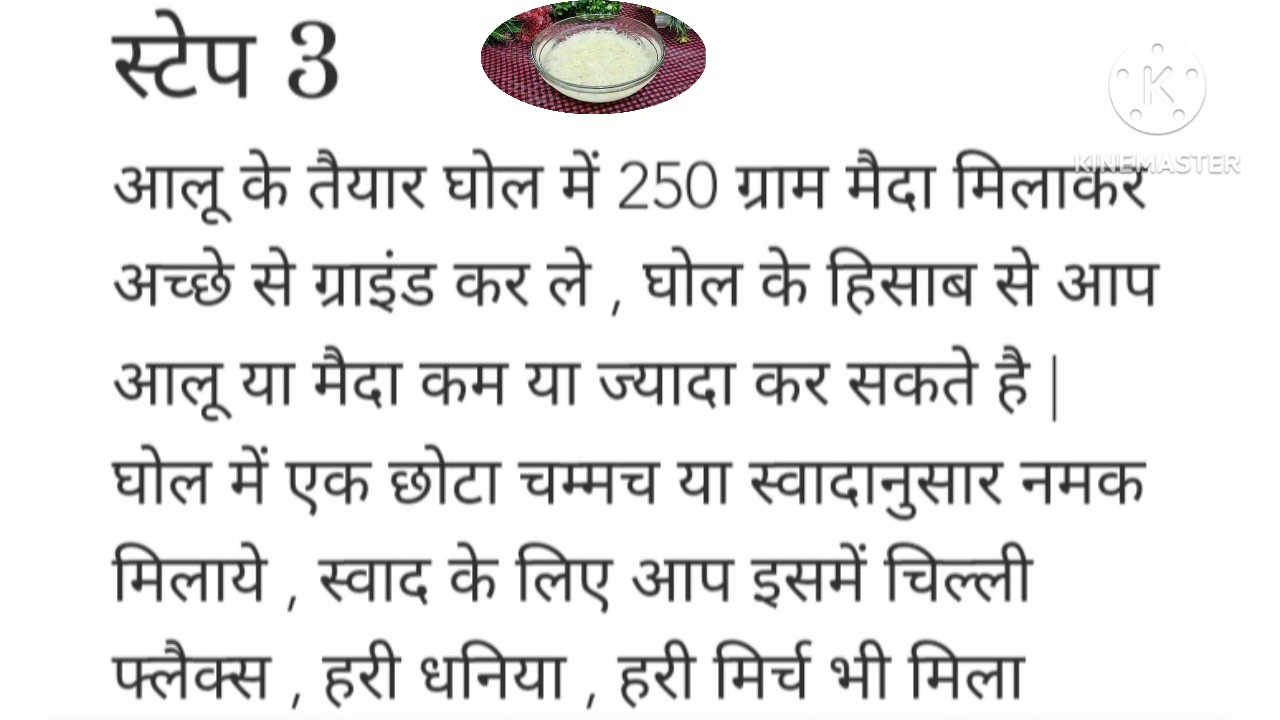 स्टेप 3
KINEMASTER
आलू के तैयार घोल में 250 ग्राम मैदा मिलाकर
अच्छे से ग्राइंड कर ले , घोल के हिसाब से आप
आलू या मैदा कम या ज्यादा कर सकते है |
घोल में एक छोटा चम्मच या स्वादानुसार नमक
मिलाये , स्वाद के लिए आप इसमें चिल्ली
फ्लैक्स , हरी धनिया , हरी मिर्च भी मिला